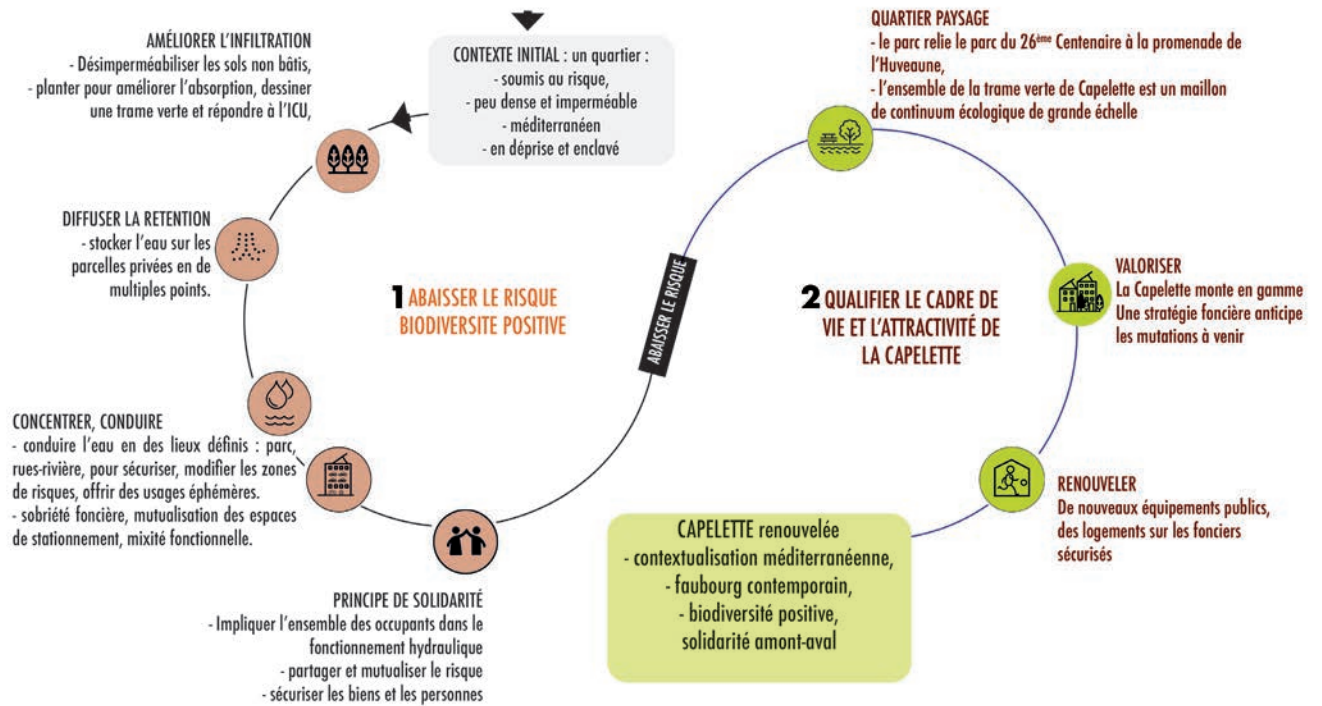 AMÉLIORER L'INFILTRATION
- Désimperméabiliser les sols non bâtis,
- planter pour améliorer l'absorption, dessiner
une trame verte et répondre à l'ICU,
CONTEXTE INITIAL : un quartier :
- soumis au risque,
- peu dense et imperméable
- méditerranéen
- en déprise et enclavé
DIFFUSER LA RETENTION
- stocker l'eau sur les
parcelles privées en de
multiples points.
1 ABAISSER LE RISQUE
BIODIVERSITE POSITIVE
CONCENTRER, CONDUIRE
- conduire l'eau en des lieux définis : parc,
rues-rivière, pour sécuriser, modifier les zones
de risques, offrir des usages éphémères.
- sobriété foncière, mutualisation des espaces
de stationnement, mixité fonctionnelle.
PRINCIPE DE SOLIDARITÉ
- Impliquer l'ensemble des occupants dans le
fonctionnement hydraulique
- partager et mutualiser le risque
- sécuriser les biens et les personnes
ABAISSER LE RISQUE
QUARTIER PAYSAGE
- le parc relie le parc du 26ème Centenaire à la promenade de
l'Huveaune,
- l'ensemble de la trame verte de Capelette est un maillon
de continuum écologique de grande échelle
2 QUALIFIER LE CADRE DE
VIE ET L'ATTRACTIVITÉ DE
LA CAPELETTE
VALORISER
La Capelette monte en gamme
Une stratégie foncière anticipe
les mutations à venir
RENOUVELER
De nouveaux équipements publics,
des logements sur les fonciers
sécurisés
CAPELETTE renouvelée
- contextualisation méditerranéenne,
- faubourg contemporain,
- biodiversité positive,
solidarité amont-aval